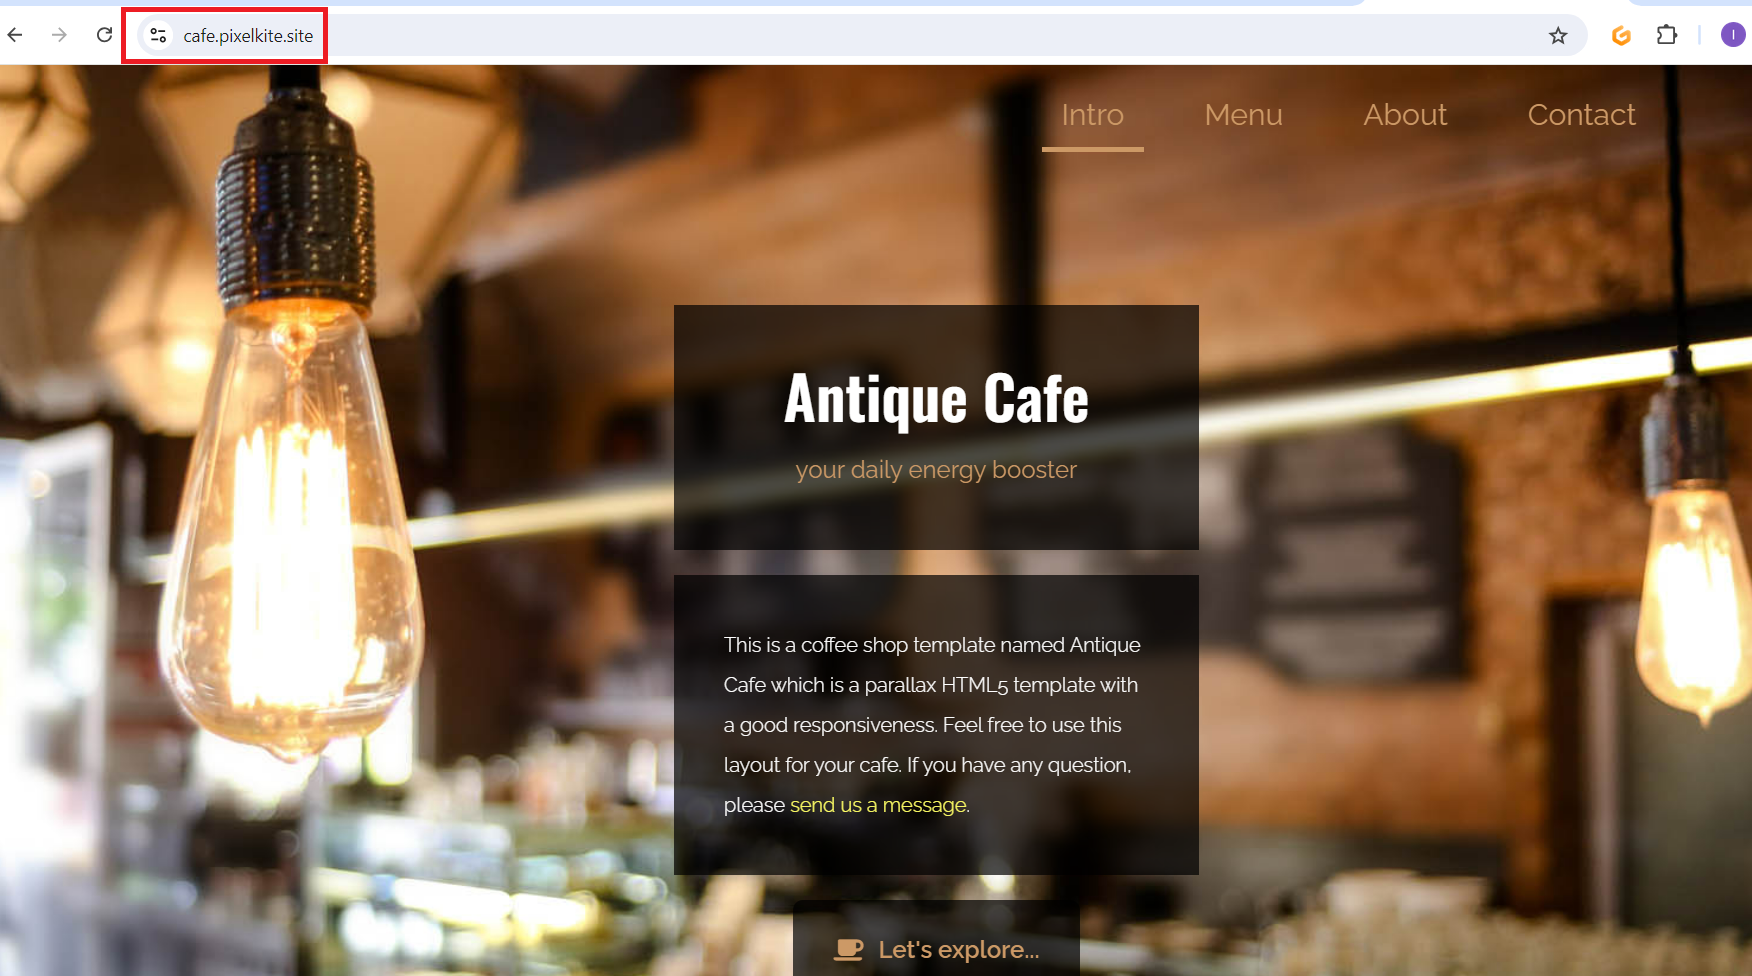 cafe.pixelkite.site
I
Intro
Menu
About
Contact
Antique Cafe
your daily energy booster
This is a coffee shop template named Antique
Cafe which is a parallax HTML5 template with
a good responsiveness. Feel free to use this
layout for your cafe. If you have any question,
please send us a message.
Let's explore...